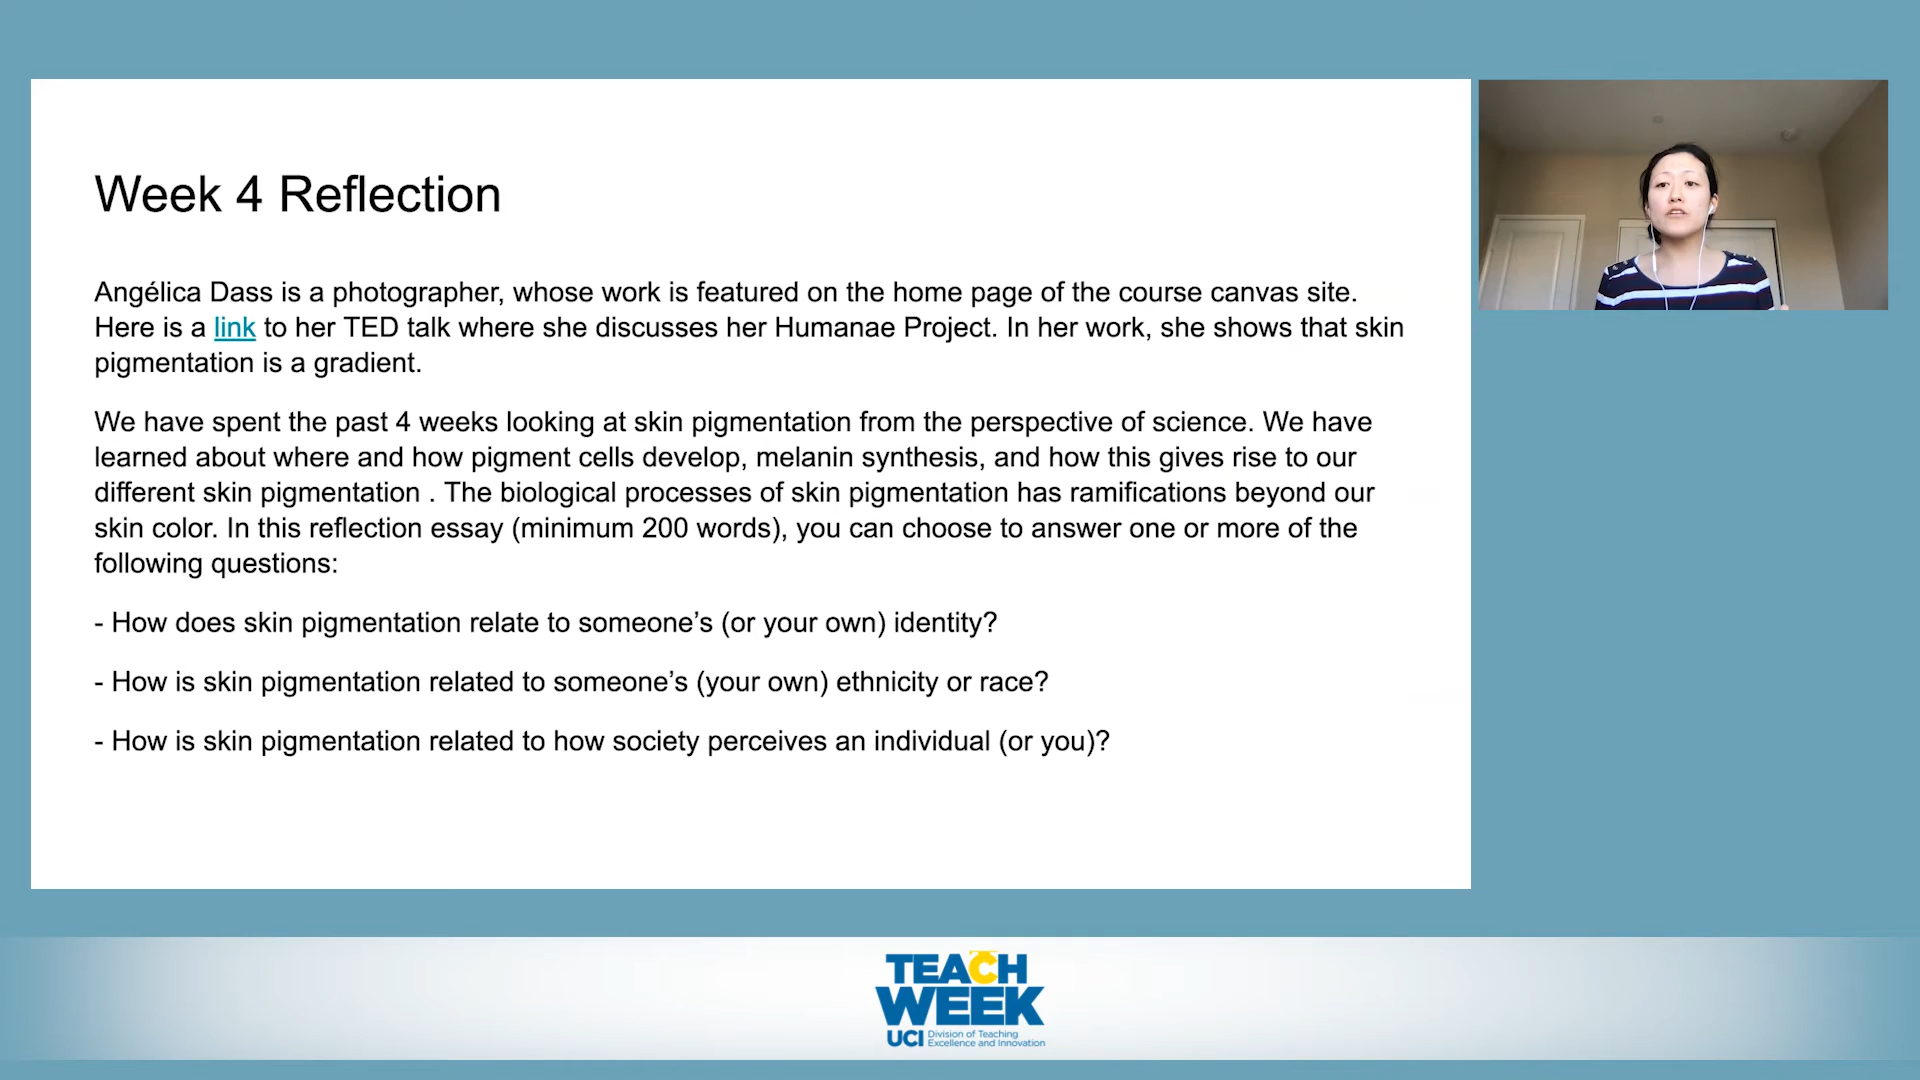 Week 4 Reflection
Angélica Dass is a photographer, whose work is featured on the home page of the course canvas site.
Here is a link to her TED talk where she discusses her Humanae Project. In her work, she shows that skin
pigmentation is a gradient.
We have spent the past 4 weeks looking at skin pigmentation from the perspective of science. We have
learned about where and how pigment cells develop, melanin synthesis, and how this gives rise to our
different skin pigmentation . The biological processes of skin pigmentation has ramifications beyond our
skin color. In this reflection essay (minimum 200 words), you can choose to answer one or more of the
following questions:
- How does skin pigmentation relate to someone’s (or your own) identity?
- How is skin pigmentation related to someone’s (your own) ethnicity or race?
- How is skin pigmentation related to how society perceives an individual (or you)?
TEACH
WEEK
UCI Division of Teaching
Excellence and Innovation